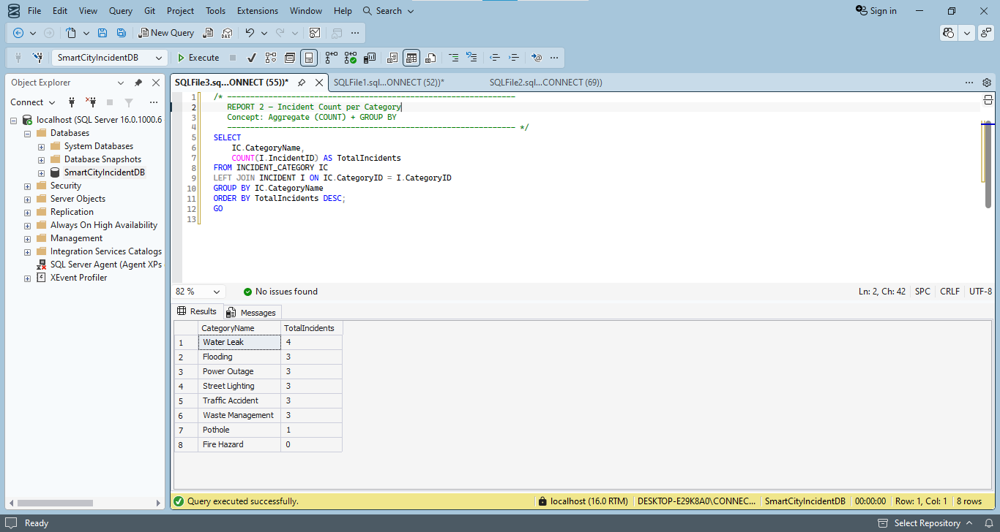 File Edit View Query Git Project Tools Extensions Window Help Search Sign in
New Query DAX
SmartCityIncidentDB Execute
Object Explorer
Connect
localhost (SQL Server 16.0.1000.6
Databases
System Databases
Database Snapshots
SmartCityIncidentDB
Security
Server Objects
Replication
Always On High Availability
Management
Integration Services Catalogs
SQL Server Agent (Agent XPs
XEvent Profiler
SQLFile3.sq...ONNECT (55))* SQLFile1.sql...ONNECT (52))* SQLFile2.sql...CONNECT (69))
1 /* ---------------------------------------------------------------
2 REPORT 2 – Incident Count per Category
3 Concept: Aggregate (COUNT) + GROUP BY
4 --------------------------------------------------------------- */
5 SELECT
6 IC.CategoryName,
7 COUNT(I.IncidentID) AS TotalIncidents
8 FROM INCIDENT_CATEGORY IC
9 LEFT JOIN INCIDENT I ON IC.CategoryID = I.CategoryID
10 GROUP BY IC.CategoryName
11 ORDER BY TotalIncidents DESC;
12 GO
13
82 % No issues found Ln: 2, Ch: 42 SPC CRLF UTF-8
Results Messages
CategoryName TotalIncidents
1 Water Leak 4
2 Flooding 3
3 Power Outage 3
4 Street Lighting 3
5 Traffic Accident 3
6 Waste Management 3
7 Pothole 1
8 Fire Hazard 0
Query executed successfully. localhost (16.0 RTM) DESKTOP-E29K8A0\CONNEC... SmartCityIncidentDB 00:00:00 Row: 1, Col: 1 8 rows
Ready Select Repository